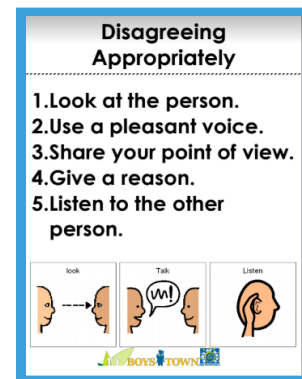 Disagreeing
Appropriately
1.Look at the person.
2.Use a pleasant voice.
3.Share your point of view.
4.Give a reason.
5.Listen to the other
person.
look
Talk
Listen
m!
BOYS TOWN